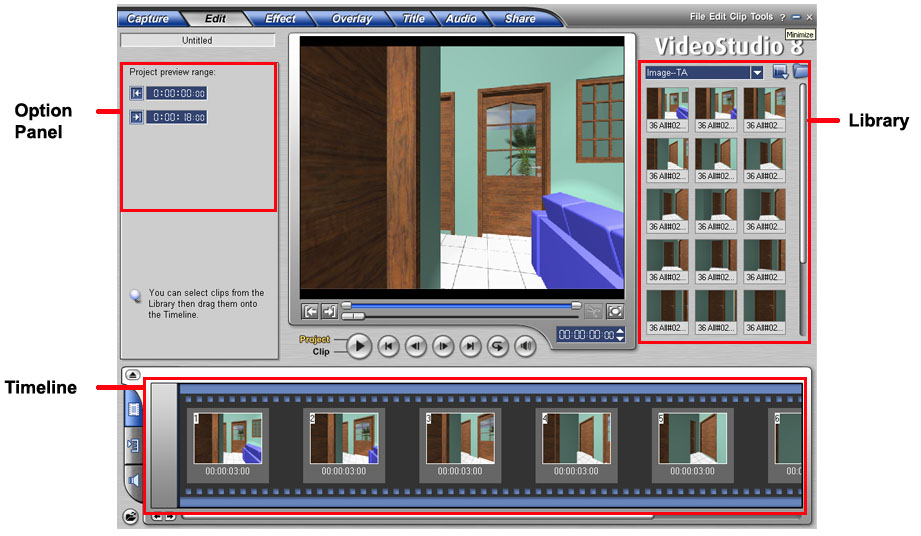 Capture Edit Effect Overlay Title Audio Share File Edit Clip Tools ? × 
Minimize
VideoStudio 8
Untitled
Project preview range:
0:00:00:00
0:00:18:00
You can select clips from the
Library then drag them onto
the Timeline.
Option
Panel
Project
Clip
00:00:00:00
Image--TA
36 All#02... 36 All#02... 36 All#02...
36 All#02... 36 All#02... 36 All#02...
36 All#02... 36 All#02... 36 All#02...
36 All#02... 36 All#02... 36 All#02...
36 All#02... 36 All#02... 36 All#02...
Library
Timeline
1 2 3 4 5 6
00:00:03:00 00:00:03:00 00:00:03:00 00:00:03:00 00:00:03:00 00:0